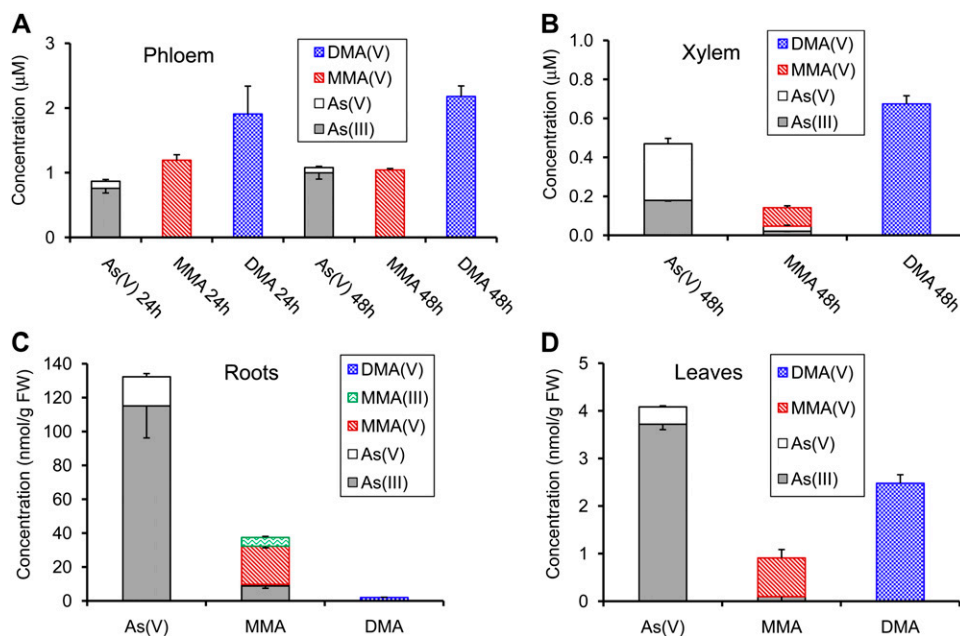 A
Phloem
Concentration (µM)
3
2
1
0
DMA(V)
MMA(V)
As(V)
As(III)
As(V) 24h
MMA 24h
DMA 24h
As(V) 48h
MMA 48h
DMA 48h
B
Xylem
Concentration (µM)
1.0
0.8
0.6
0.4
0.2
0.0
DMA(V)
MMA(V)
As(V)
As(III)
As(V) 48h
MMA 48h
DMA 48h
C
Roots
Concentration (nmol/g FW)
140
120
100
80
60
40
20
0
DMA(V)
MMA(III)
MMA(V)
As(V)
As(III)
As(V)
MMA
DMA
D
Leaves
Concentration (nmol/g FW)
5
4
3
2
1
0
DMA(V)
MMA(V)
As(V)
As(III)
As(V)
MMA
DMA